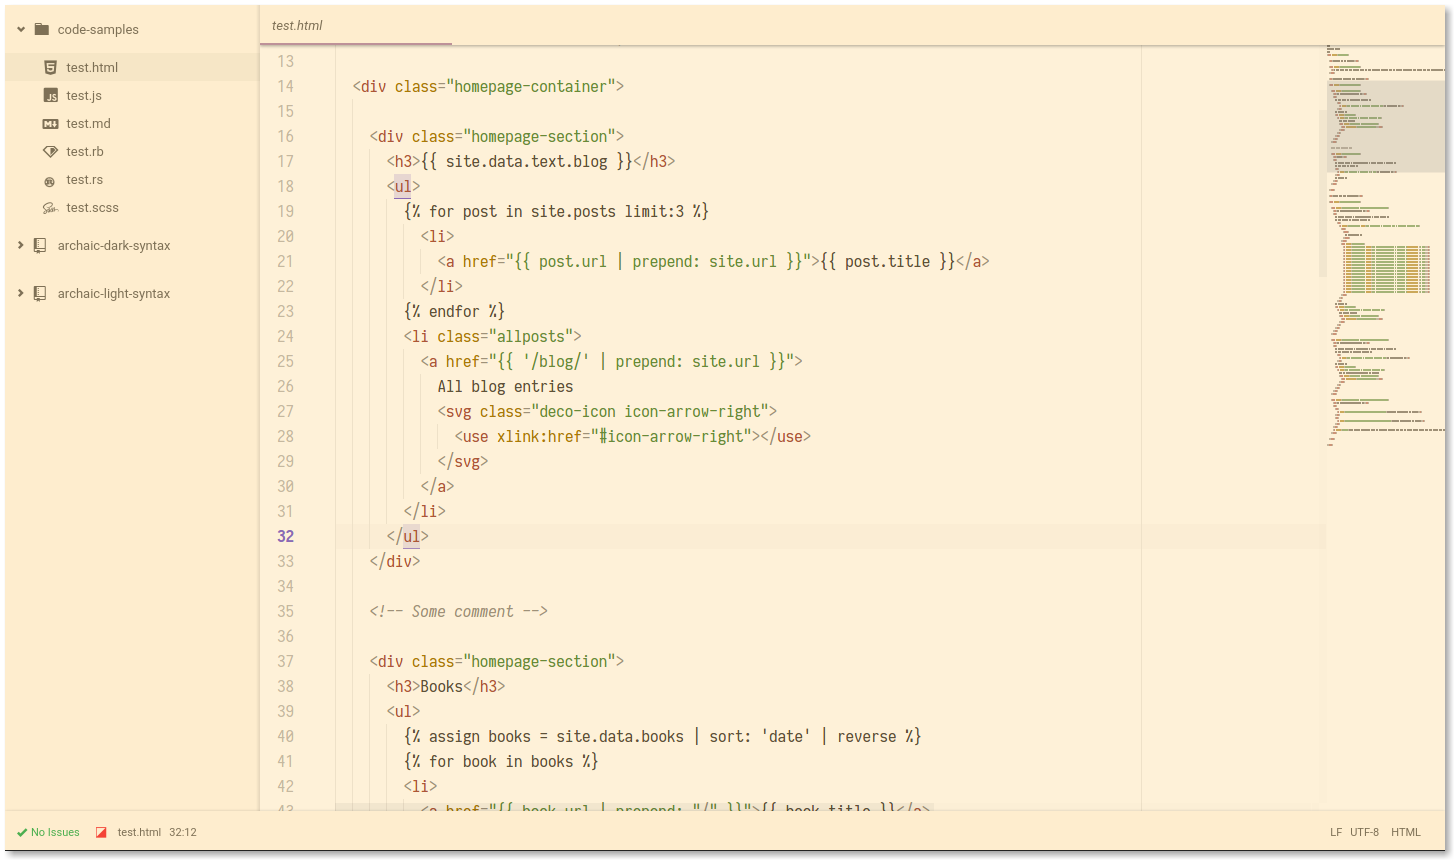 code-samples
test.html
test.js
test.md
test.rb
test.rs
test.scss
archaic-dark-syntax
archaic-light-syntax
test.html
13
14 <div class="homepage-container">
15
16 <div class="homepage-section">
17 <h3>{{ site.data.text.blog }}</h3>
18 <ul>
19 {% for post in site.posts limit:3 %}
20 <li>
21 <a href="{{ post.url | prepend: site.url }}">{{ post.title }}</a>
22 </li>
23 {% endfor %}
24 <li class="allposts">
25 <a href="{{ '/blog/' | prepend: site.url }}">
26 All blog entries
27 <svg class="deco-icon icon-arrow-right">
28 <use xlink:href="#icon-arrow-right"></use>
29 </svg>
30 </a>
31 </li>
32 </ul>
33 </div>
34
35 <!-- Some comment -->
36
37 <div class="homepage-section">
38 <h3>Books</h3>
39 <ul>
40 {% assign books = site.data.books | sort: 'date' | reverse %}
41 {% for book in books %}
42 <li>
43 <a href="{{ book.url | prepend: "/" }}">{{ book.title }}</a>
No Issues test.html 32:12 LF UTF-8 HTML